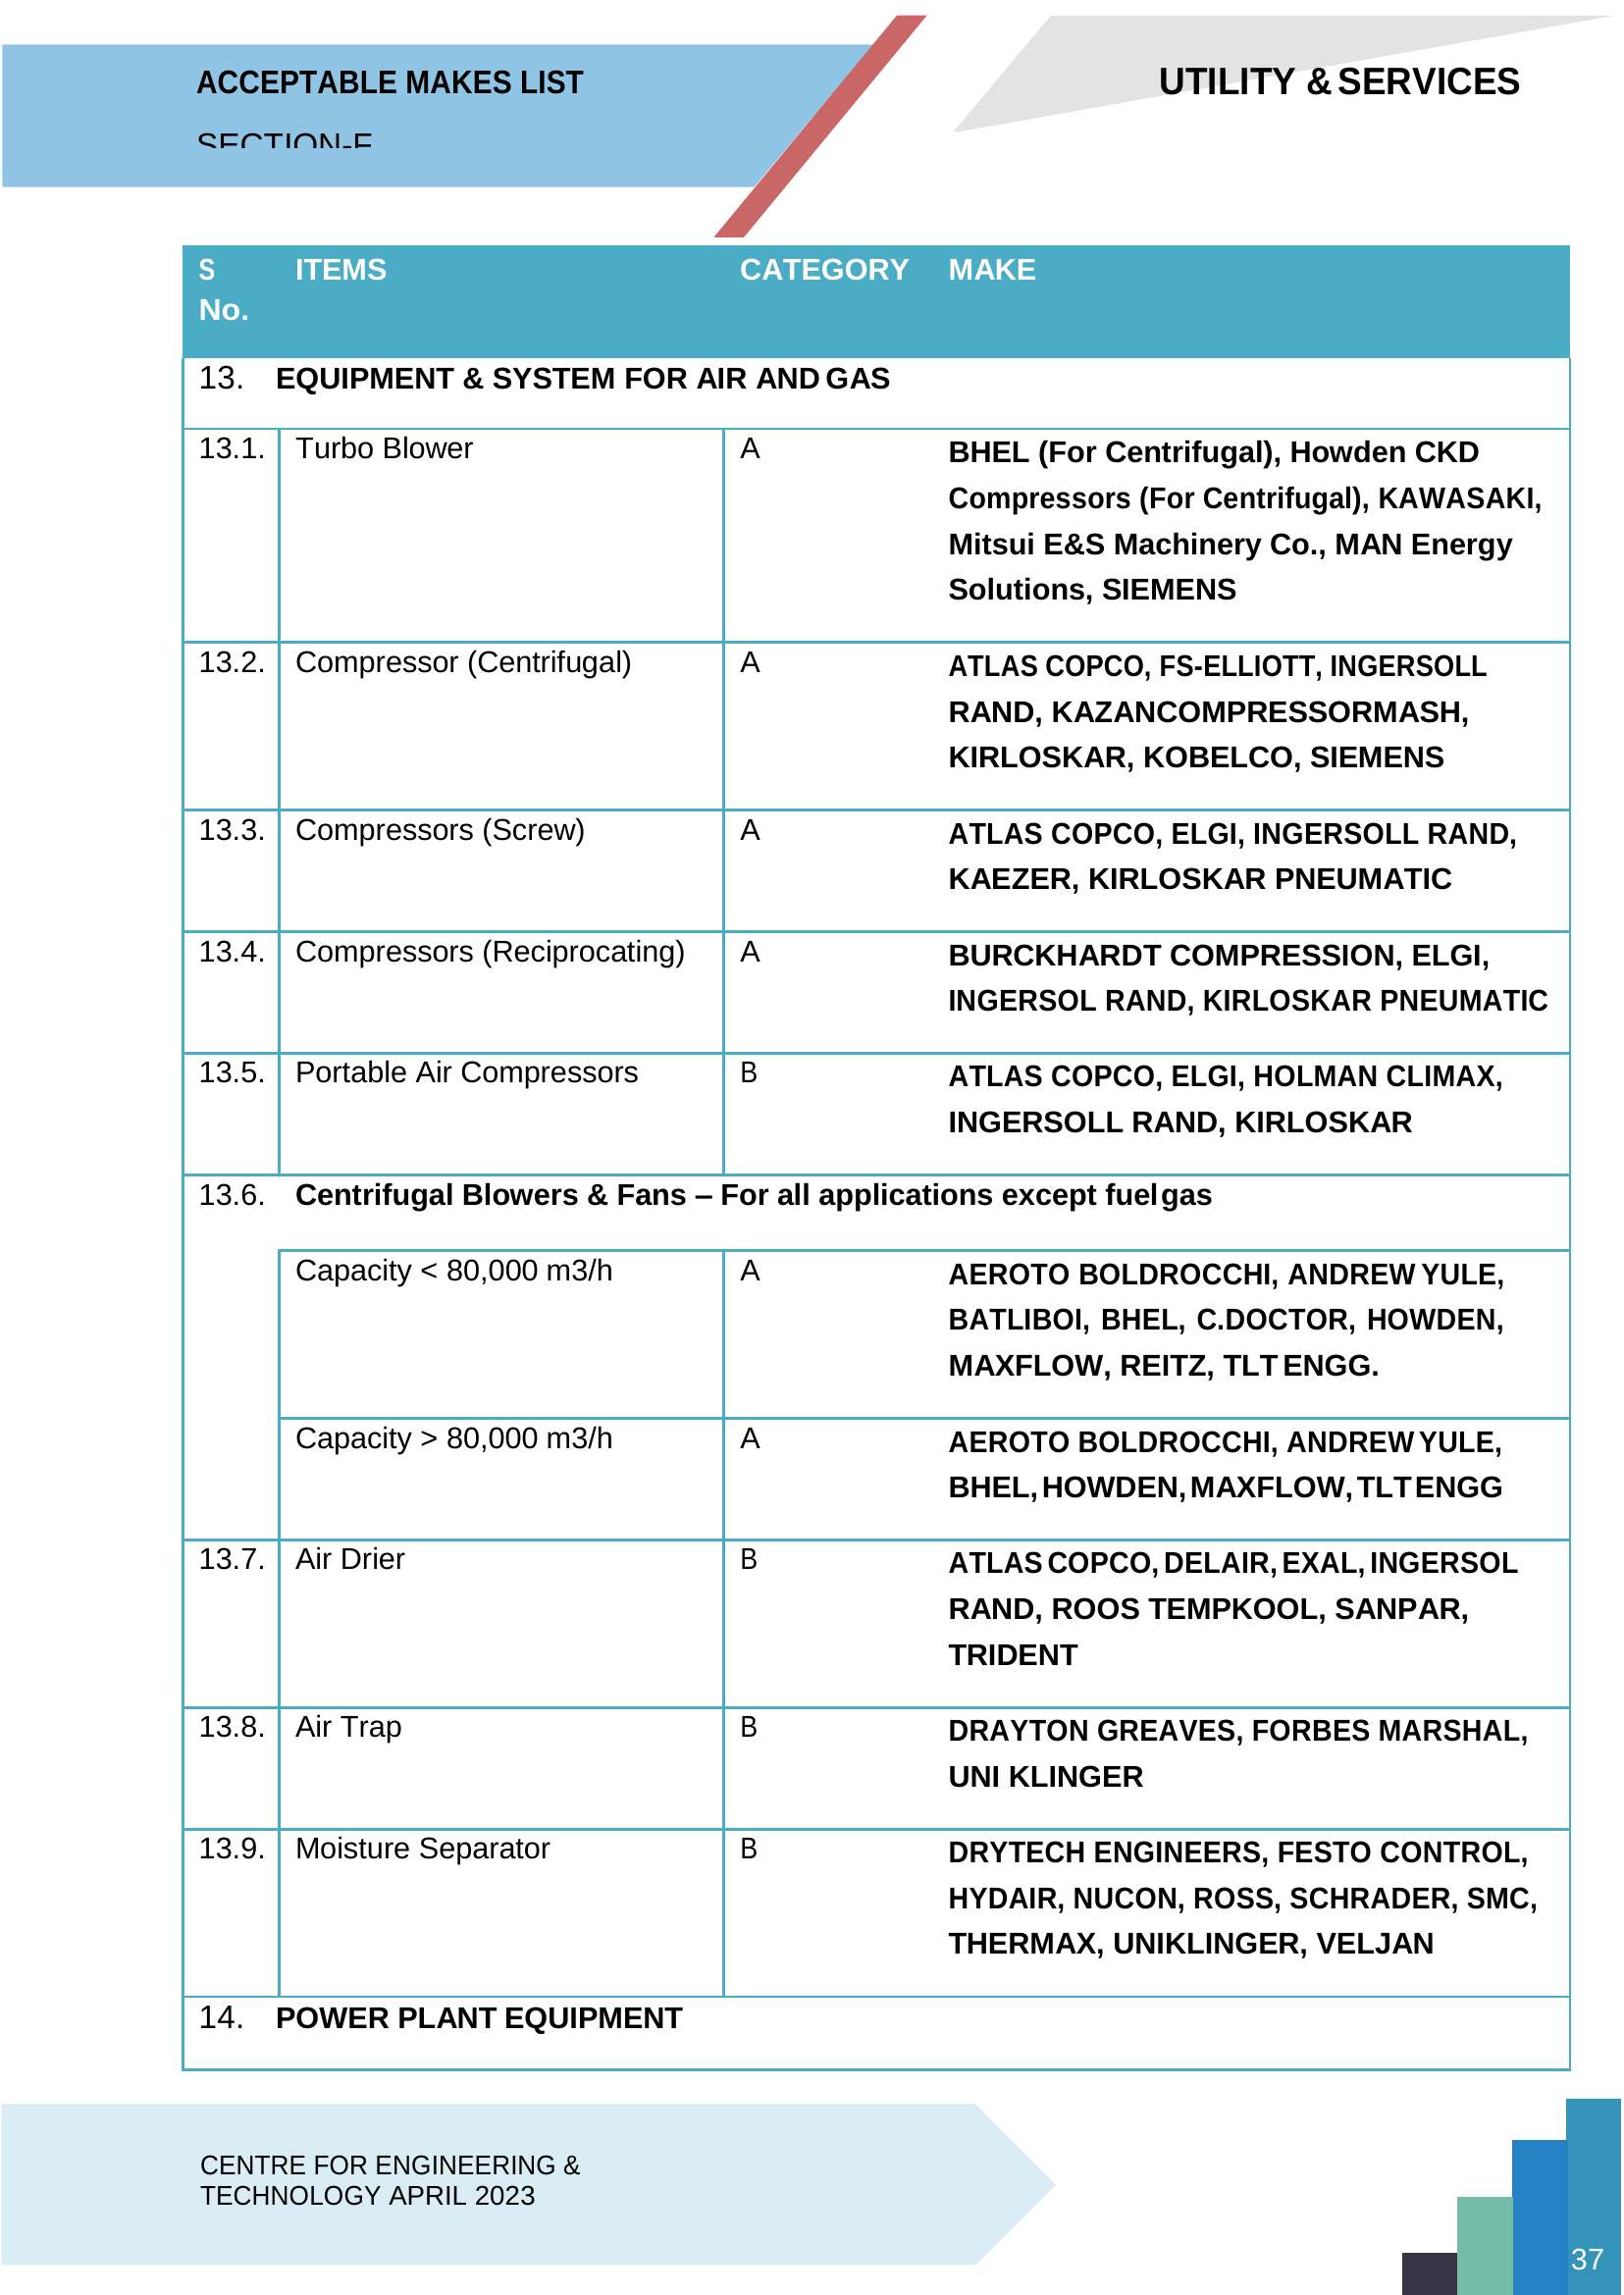 ACCEPTABLE MAKES LIST
UTILITY & SERVICES
SECTION-F
S No. ITEMS CATEGORY MAKE
13. EQUIPMENT & SYSTEM FOR AIR AND GAS
13.1. Turbo Blower A BHEL (For Centrifugal), Howden CKD
Compressors (For Centrifugal), KAWASAKI,
Mitsui E&S Machinery Co., MAN Energy
Solutions, SIEMENS
13.2. Compressor (Centrifugal) A ATLAS COPCO, FS-ELLIOTT, INGERSOLL
RAND, KAZANCOMPRESSORMASH,
KIRLOSKAR, KOBELCO, SIEMENS
13.3. Compressors (Screw) A ATLAS COPCO, ELGI, INGERSOLL RAND,
KAEZER, KIRLOSKAR PNEUMATIC
13.4. Compressors (Reciprocating) A BURCKHARDT COMPRESSION, ELGI,
INGERSOL RAND, KIRLOSKAR PNEUMATIC
13.5. Portable Air Compressors B ATLAS COPCO, ELGI, HOLMAN CLIMAX,
INGERSOLL RAND, KIRLOSKAR
13.6. Centrifugal Blowers & Fans – For all applications except fuel gas
Capacity < 80,000 m3/h A AEROTO BOLDROCCHI, ANDREW YULE,
BATLIBOI, BHEL, C.DOCTOR, HOWDEN,
MAXFLOW, REITZ, TLT ENGG.
Capacity > 80,000 m3/h A AEROTO BOLDROCCHI, ANDREW YULE,
BHEL, HOWDEN, MAXFLOW, TLT ENGG
13.7. Air Drier B ATLAS COPCO, DELAIR, EXAL, INGERSOL
RAND, ROOS TEMPKOOL, SANPAR,
TRIDENT
13.8. Air Trap B DRAYTON GREAVES, FORBES MARSHAL,
UNI KLINGER
13.9. Moisture Separator B DRYTECH ENGINEERS, FESTO CONTROL,
HYDAIR, NUCON, ROSS, SCHRADER, SMC,
THERMAX, UNIKLINGER, VELJAN
14. POWER PLANT EQUIPMENT
CENTRE FOR ENGINEERING &
TECHNOLOGY APRIL 2023
37